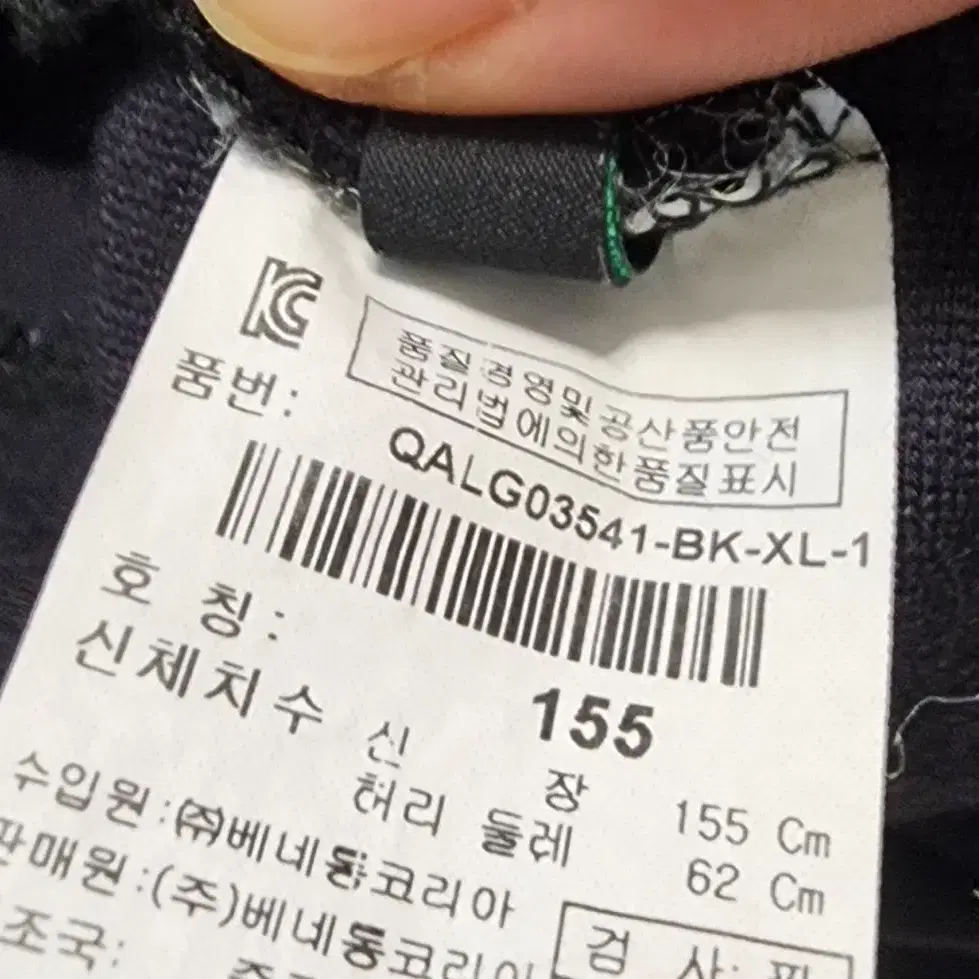 KC
품질경영및공산품안전
관리법에의한품질표시
품번:
QALG03541-BK-XL-1
호 칭:
155
신체치수
신 장 155 Cm
허리 둘레 62 Cm
수입원:(주)베네통코리아
판매원:(주)베네통코리아
조국:
검 사: